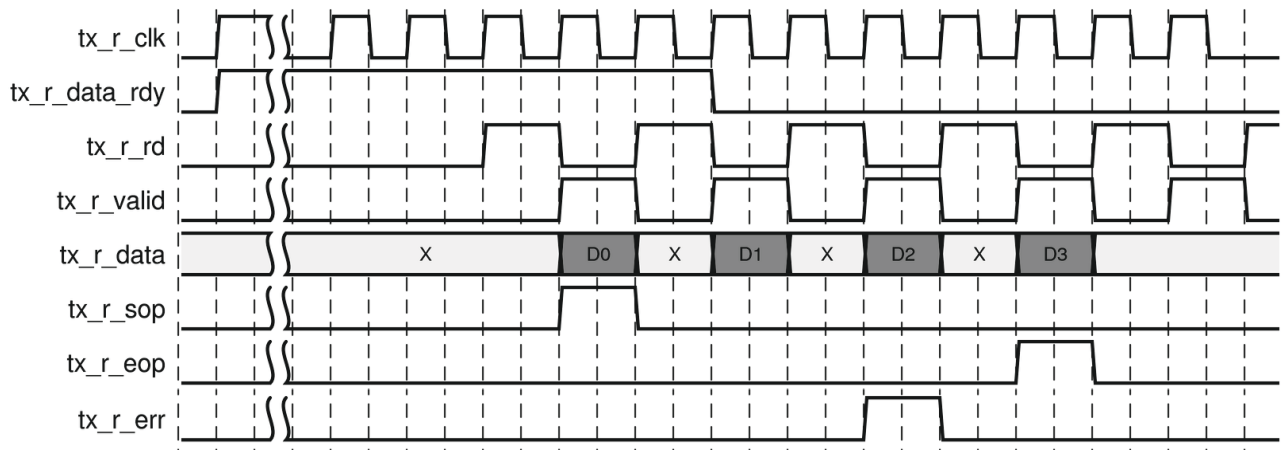 tx_r_clk
tx_r_data_rdy
tx_r_rd
tx_r_valid
tx_r_data X D0 X D1 X D2 X D3
tx_r_sop
tx_r_eop
tx_r_err